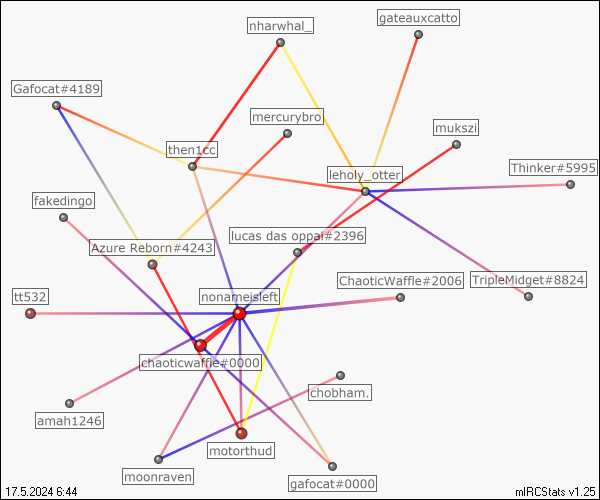 nharwhal_
gateauxcatto
Gafocat#4189
mercurybro
mukszi
then1cc
leholy_otter
Thinker#5995
fakedingo
lucas das oppai#2396
Azure Reborn#4243
ChaoticWaffle#2006
TripleMidget#8824
tt532
nonameisleft
chaoticwaffle#0000
chobham.
amah1246
motorthud
moonraven
gafocat#0000
17.5.2024 6:44
mIRCStats v1.25